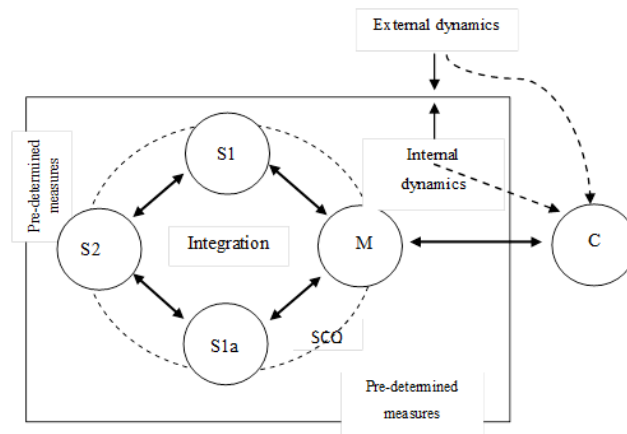 External dynamics
Pre-determined
measures
S1
Internal
dynamics
S2
Integration
M
C
S1a
SCO
Pre-determined
measures